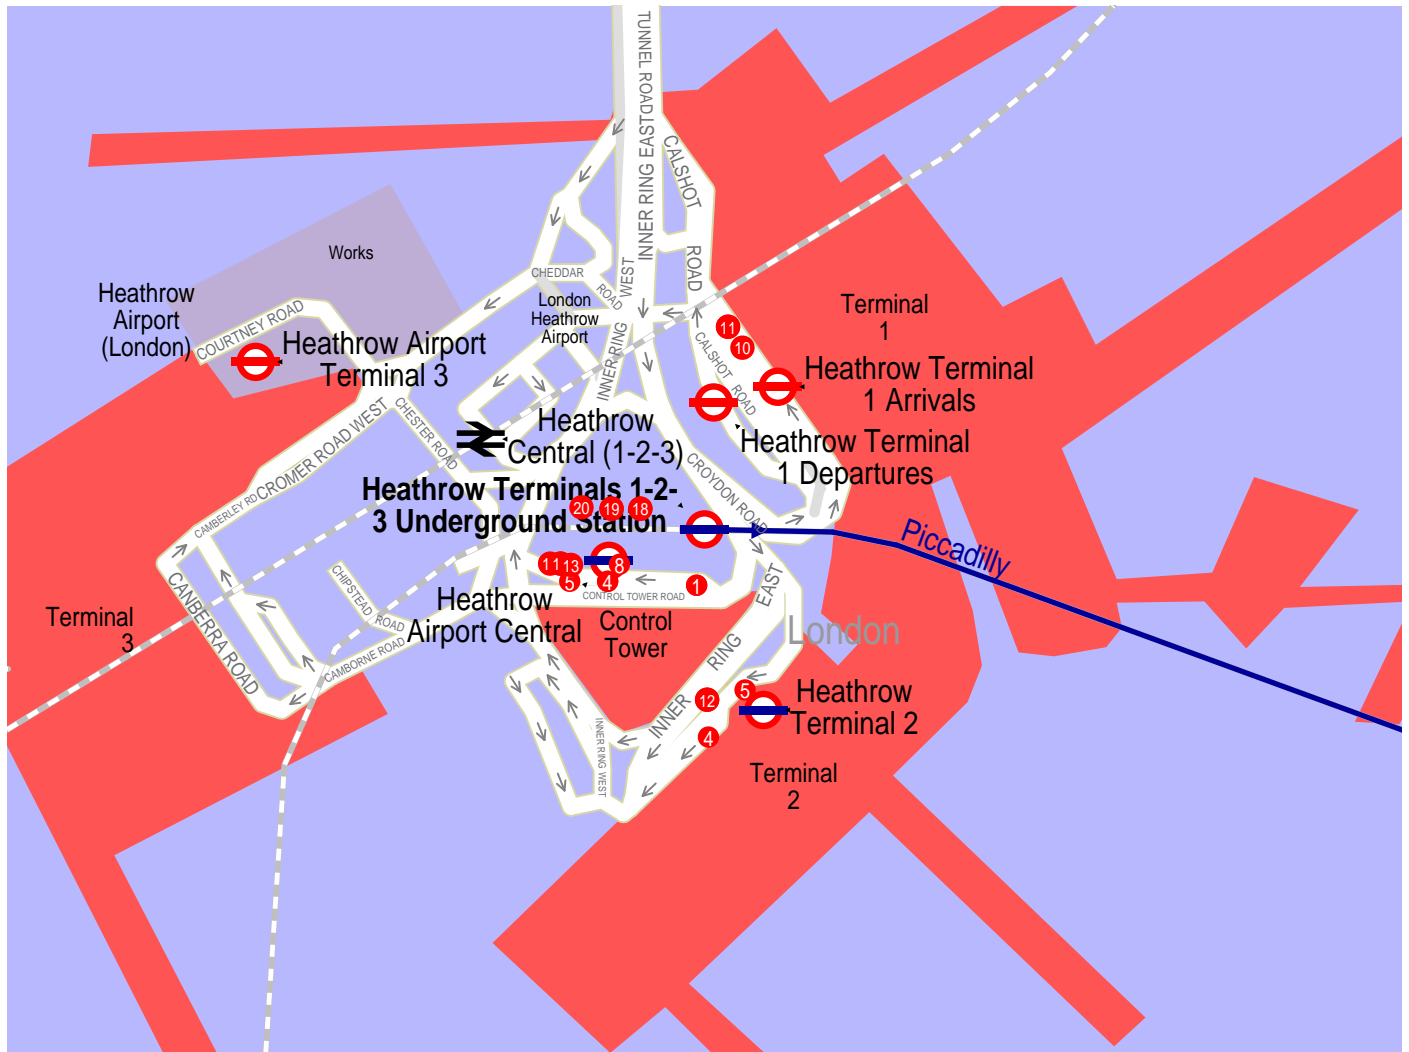 TUNNEL ROAD
INNER RING EAST
CALSHOT
ROAD
WEST
INNER RING
Works
CHEDDAR
ROAD
London
Heathrow
Airport
Heathrow
Airport
(London)
COURTNEY ROAD
Heathrow Airport
Terminal 3
Terminal
1
11
10
CALSHOT
ROAD
Heathrow Terminal
1 Arrivals
Heathrow
Central (1-2-3)
Heathrow Terminal
1 Departures
CHESTER ROAD
CROMER ROAD WEST
CAMBERLEY RD
CROYDON ROAD
Heathrow Terminals 1-2-
3 Underground Station
20
19
18
Piccadilly
11
13
8
5
4
1
CONTROL TOWER ROAD
Heathrow
Airport Central
Control
Tower
EAST
London
CHIPSTEAD
ROAD
CAMBORNE ROAD
CANBERRA ROAD
Terminal
3
RING
INNER
12
5
4
Heathrow
Terminal 2
INNER RING WEST
Terminal
2